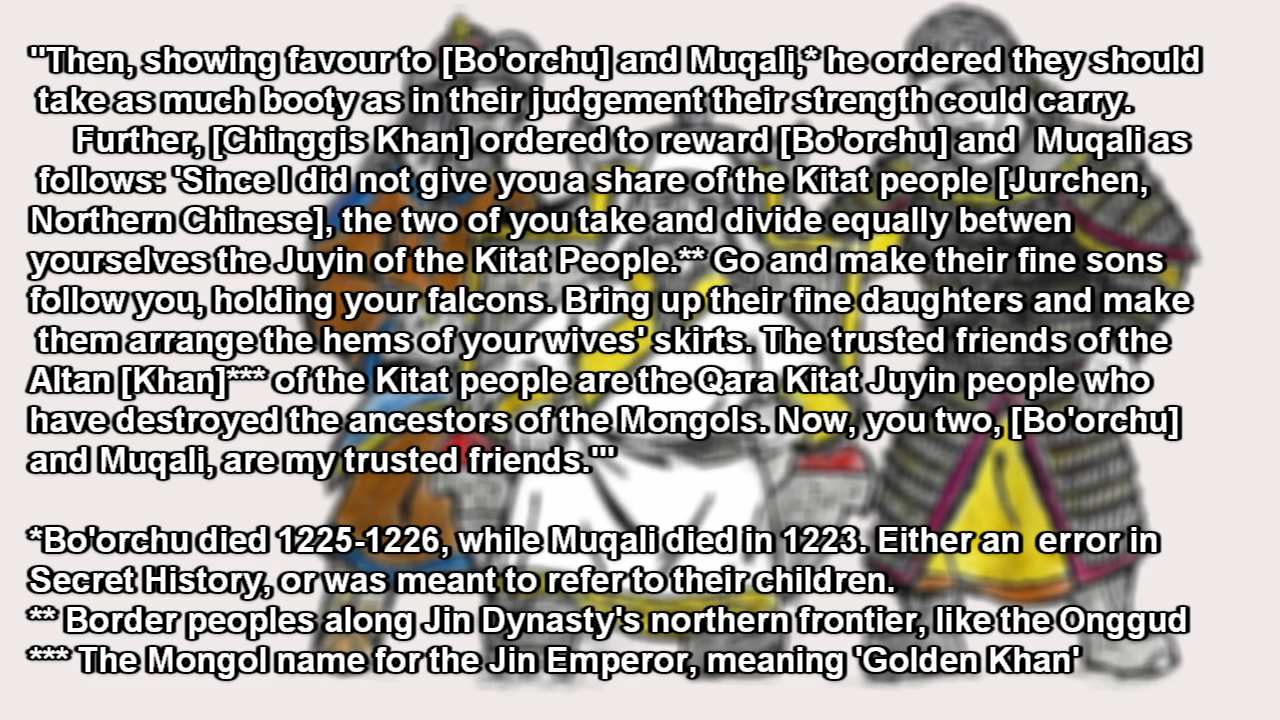 "Then, showing favour to [Bo'orchu] and Muqali,* he ordered they should
take as much booty as in their judgement their strength could carry.
Further, [Chinggis Khan] ordered to reward [Bo'orchu] and Muqali as
follows: 'Since I did not give you a share of the Kitat people [Jurchen,
Northern Chinese], the two of you take and divide equally betwen
yourselves the Juyin of the Kitat People.** Go and make their fine sons
follow you, holding your falcons. Bring up their fine daughters and make
them arrange the hems of your wives' skirts. The trusted friends of the
Altan [Khan]*** of the Kitat people are the Qara Kitat Juyin people who
have destroyed the ancestors of the Mongols. Now, you two, [Bo'orchu]
and Muqali, are my trusted friends.'"
*Bo'orchu died 1225-1226, while Muqali died in 1223. Either an error in
Secret History, or was meant to refer to their children.
** Border peoples along Jin Dynasty's northern frontier, like the Onggud
*** The Mongol name for the Jin Emperor, meaning 'Golden Khan'